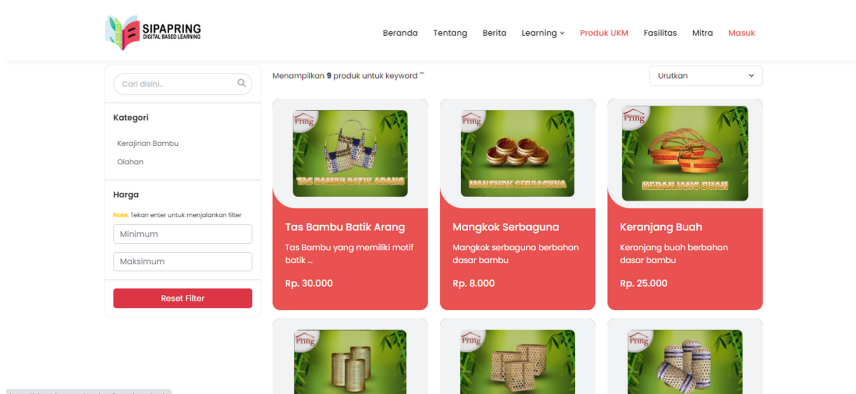 SIPAPRING
DIGITAL BASED LEARNING
Beranda Tentang Berita Learning Produk UKM Fasilitas Mitra Masuk
Cari disini..
Menampilkan 9 produk untuk keyword ""
Urutkan
Kategori
Kerajinan Bambu
Olahan
Harga
Note: Tekan enter untuk menjalankan filter
Minimum
Maksimum
Reset Filter
Pring
TAS BAMBU BATIK ARANG
Tas Bambu Batik Arang
Tas Bambu yang memiliki motif
batik ...
Rp. 30.000
Pring
MANGKOK SERBAGUNA
Mangkok Serbaguna
Mangkok serbaguna berbahan
dasar bambu
Rp. 8.000
Pring
KERANJANG BUAH
Keranjang Buah
Keranjang buah berbahan
dasar bambu
Rp. 25.000
Pring
Pring
Pring